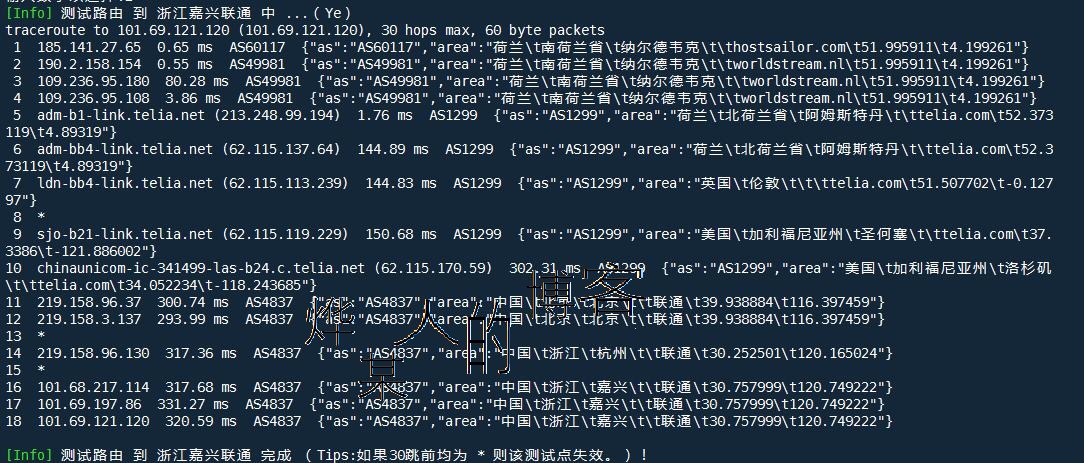 [Info] 测试路由 到 浙江嘉兴联通 中 ...（Ye）
traceroute to 101.69.121.120 (101.69.121.120), 30 hops max, 60 byte packets
1 185.141.27.65 0.65 ms AS60117 {"as":"AS60117","area":"荷兰\t南荷兰省\t纳尔德韦克\t\thostsailor.com\t51.995911\t4.199261"}
2 190.2.158.154 0.55 ms AS49981 {"as":"AS49981","area":"荷兰\t南荷兰省\t纳尔德韦克\t\tworldstream.nl\t51.995911\t4.199261"}
3 109.236.95.180 80.28 ms AS49981 {"as":"AS49981","area":"荷兰\t南荷兰省\t纳尔德韦克\t\tworldstream.nl\t51.995911\t4.199261"}
4 109.236.95.108 3.86 ms AS49981 {"as":"AS49981","area":"荷兰\t南荷兰省\t纳尔德韦克\t\tworldstream.nl\t51.995911\t4.199261"}
5 adm-b1-link.telia.net (213.248.99.194) 1.76 ms AS1299 {"as":"AS1299","area":"荷兰\t北荷兰省\t阿姆斯特丹\t\ttelia.com\t52.373
119\t4.89319"}
6 adm-bb4-link.telia.net (62.115.137.64) 144.89 ms AS1299 {"as":"AS1299","area":"荷兰\t北荷兰省\t阿姆斯特丹\t\ttelia.com\t52.3
73119\t4.89319"}
7 ldn-bb4-link.telia.net (62.115.113.239) 144.83 ms AS1299 {"as":"AS1299","area":"英国\t伦敦\t\t\ttelia.com\t51.507702\t-0.127
97"}
8 *
9 sjo-b21-link.telia.net (62.115.119.229) 150.68 ms AS1299 {"as":"AS1299","area":"美国\t加利福尼亚州\t圣何塞\t\ttelia.com\t37.
3386\t-121.886002"}
10 chinaunicom-ic-341499-las-b24.c.telia.net (62.115.170.59) 302.31 ms AS1299 {"as":"AS1299","area":"美国\t加利福尼亚州\t洛杉矶
\t\ttelia.com\t34.052234\t-118.243685"}
11 219.158.96.37 300.74 ms AS4837 {"as":"AS4837","area":"中国\t北京\t北京\t\t联通\t39.938884\t116.397459"}
12 219.158.3.137 293.99 ms AS4837 {"as":"AS4837","area":"中国\t北京\t北京\t\t联通\t39.938884\t116.397459"}
13 *
14 219.158.96.130 317.36 ms AS4837 {"as":"AS4837","area":"中国\t浙江\t杭州\t\t联通\t30.252501\t120.165024"}
15 *
16 101.68.217.114 317.68 ms AS4837 {"as":"AS4837","area":"中国\t浙江\t嘉兴\t\t联通\t30.757999\t120.749222"}
17 101.69.197.86 331.27 ms AS4837 {"as":"AS4837","area":"中国\t浙江\t嘉兴\t\t联通\t30.757999\t120.749222"}
18 101.69.121.120 320.59 ms AS4837 {"as":"AS4837","area":"中国\t浙江\t嘉兴\t\t联通\t30.757999\t120.749222"}
[Info] 测试路由 到 浙江嘉兴联通 完成 （Tips:如果30跳前均为 * 则该测试点失效。）!
某人的博客